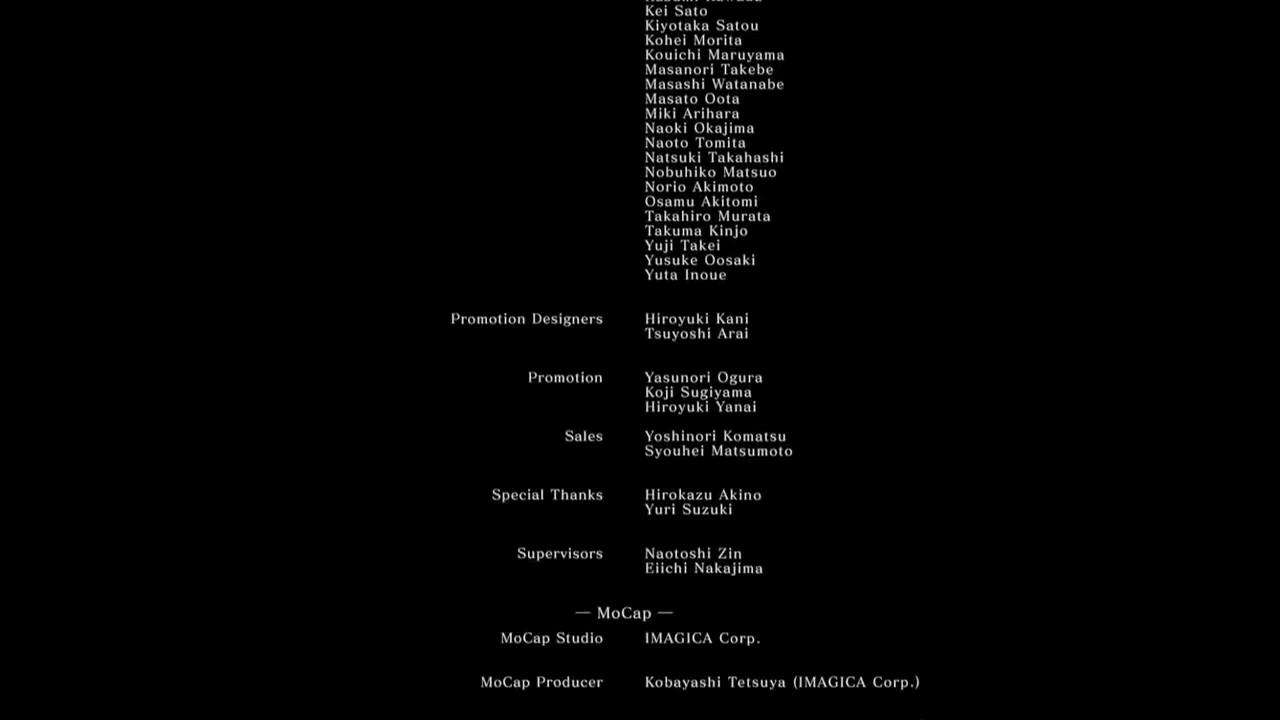 Kei Sato
Kiyotaka Satou
Kohei Morita
Kouichi Maruyama
Masanori Takebe
Masashi Watanabe
Masato Oota
Miki Arihara
Naoki Okajima
Naoto Tomita
Natsuki Takahashi
Nobuhiko Matsuo
Norio Akimoto
Osamu Akitomi
Takahiro Murata
Takuma Kinjo
Yuji Takei
Yusuke Oosaki
Yuta Inoue
Promotion Designers Hiroyuki Kani
Tsuyoshi Arai
Promotion Yasunori Ogura
Koji Sugiyama
Hiroyuki Yanai
Sales Yoshinori Komatsu
Syouhei Matsumoto
Special Thanks Hirokazu Akino
Yuri Suzuki
Supervisors Naotoshi Zin
Eiichi Nakajima
— MoCap —
MoCap Studio IMAGICA Corp.
MoCap Producer Kobayashi Tetsuya (IMAGICA Corp.)